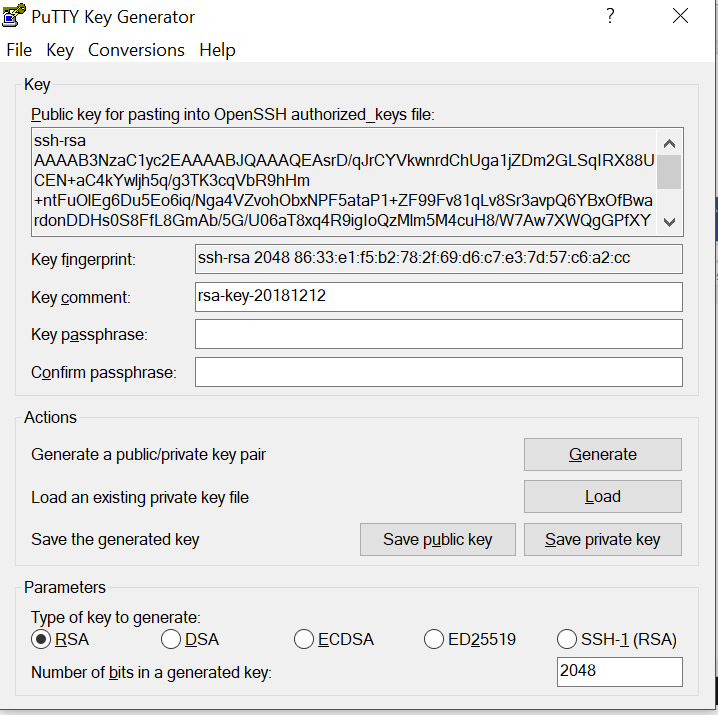 PuTTY Key Generator
?
File Key Conversions Help
Key
Public key for pasting into OpenSSH authorized_keys file:
ssh-rsa
AAAAB3NzaC1yc2EAAAABJQAAAQEAsrD/qJrCYVkwnrdChUga1jZDm2GLSqIRX88U
CEN+aC4kYwljh5q/g3TK3cqVbR9hHm
+ntFuOlEg6Du5Eo6iq/Nga4VZvohObxNPF5ataP1+ZF99Fv81qLv8Sr3avpQ6YBxOfBwa
rdonDDHs0S8FfL8GmAb/5G/U06aT8xq4R9igIoQzMlm5M4cuH8/W7Aw7XWQgGPfXY
Key fingerprint:
ssh-rsa 2048 86:33:e1:f5:b2:78:2f:69:d6:c7:e3:7d:57:c6:a2:cc
Key comment:
rsa-key-20181212
Key passphrase:
Confirm passphrase:
Actions
Generate a public/private key pair
Generate
Load an existing private key file
Load
Save the generated key
Save public key
Save private key
Parameters
Type of key to generate:
RSA DSA ECDSA ED25519 SSH-1 (RSA)
Number of bits in a generated key:
2048